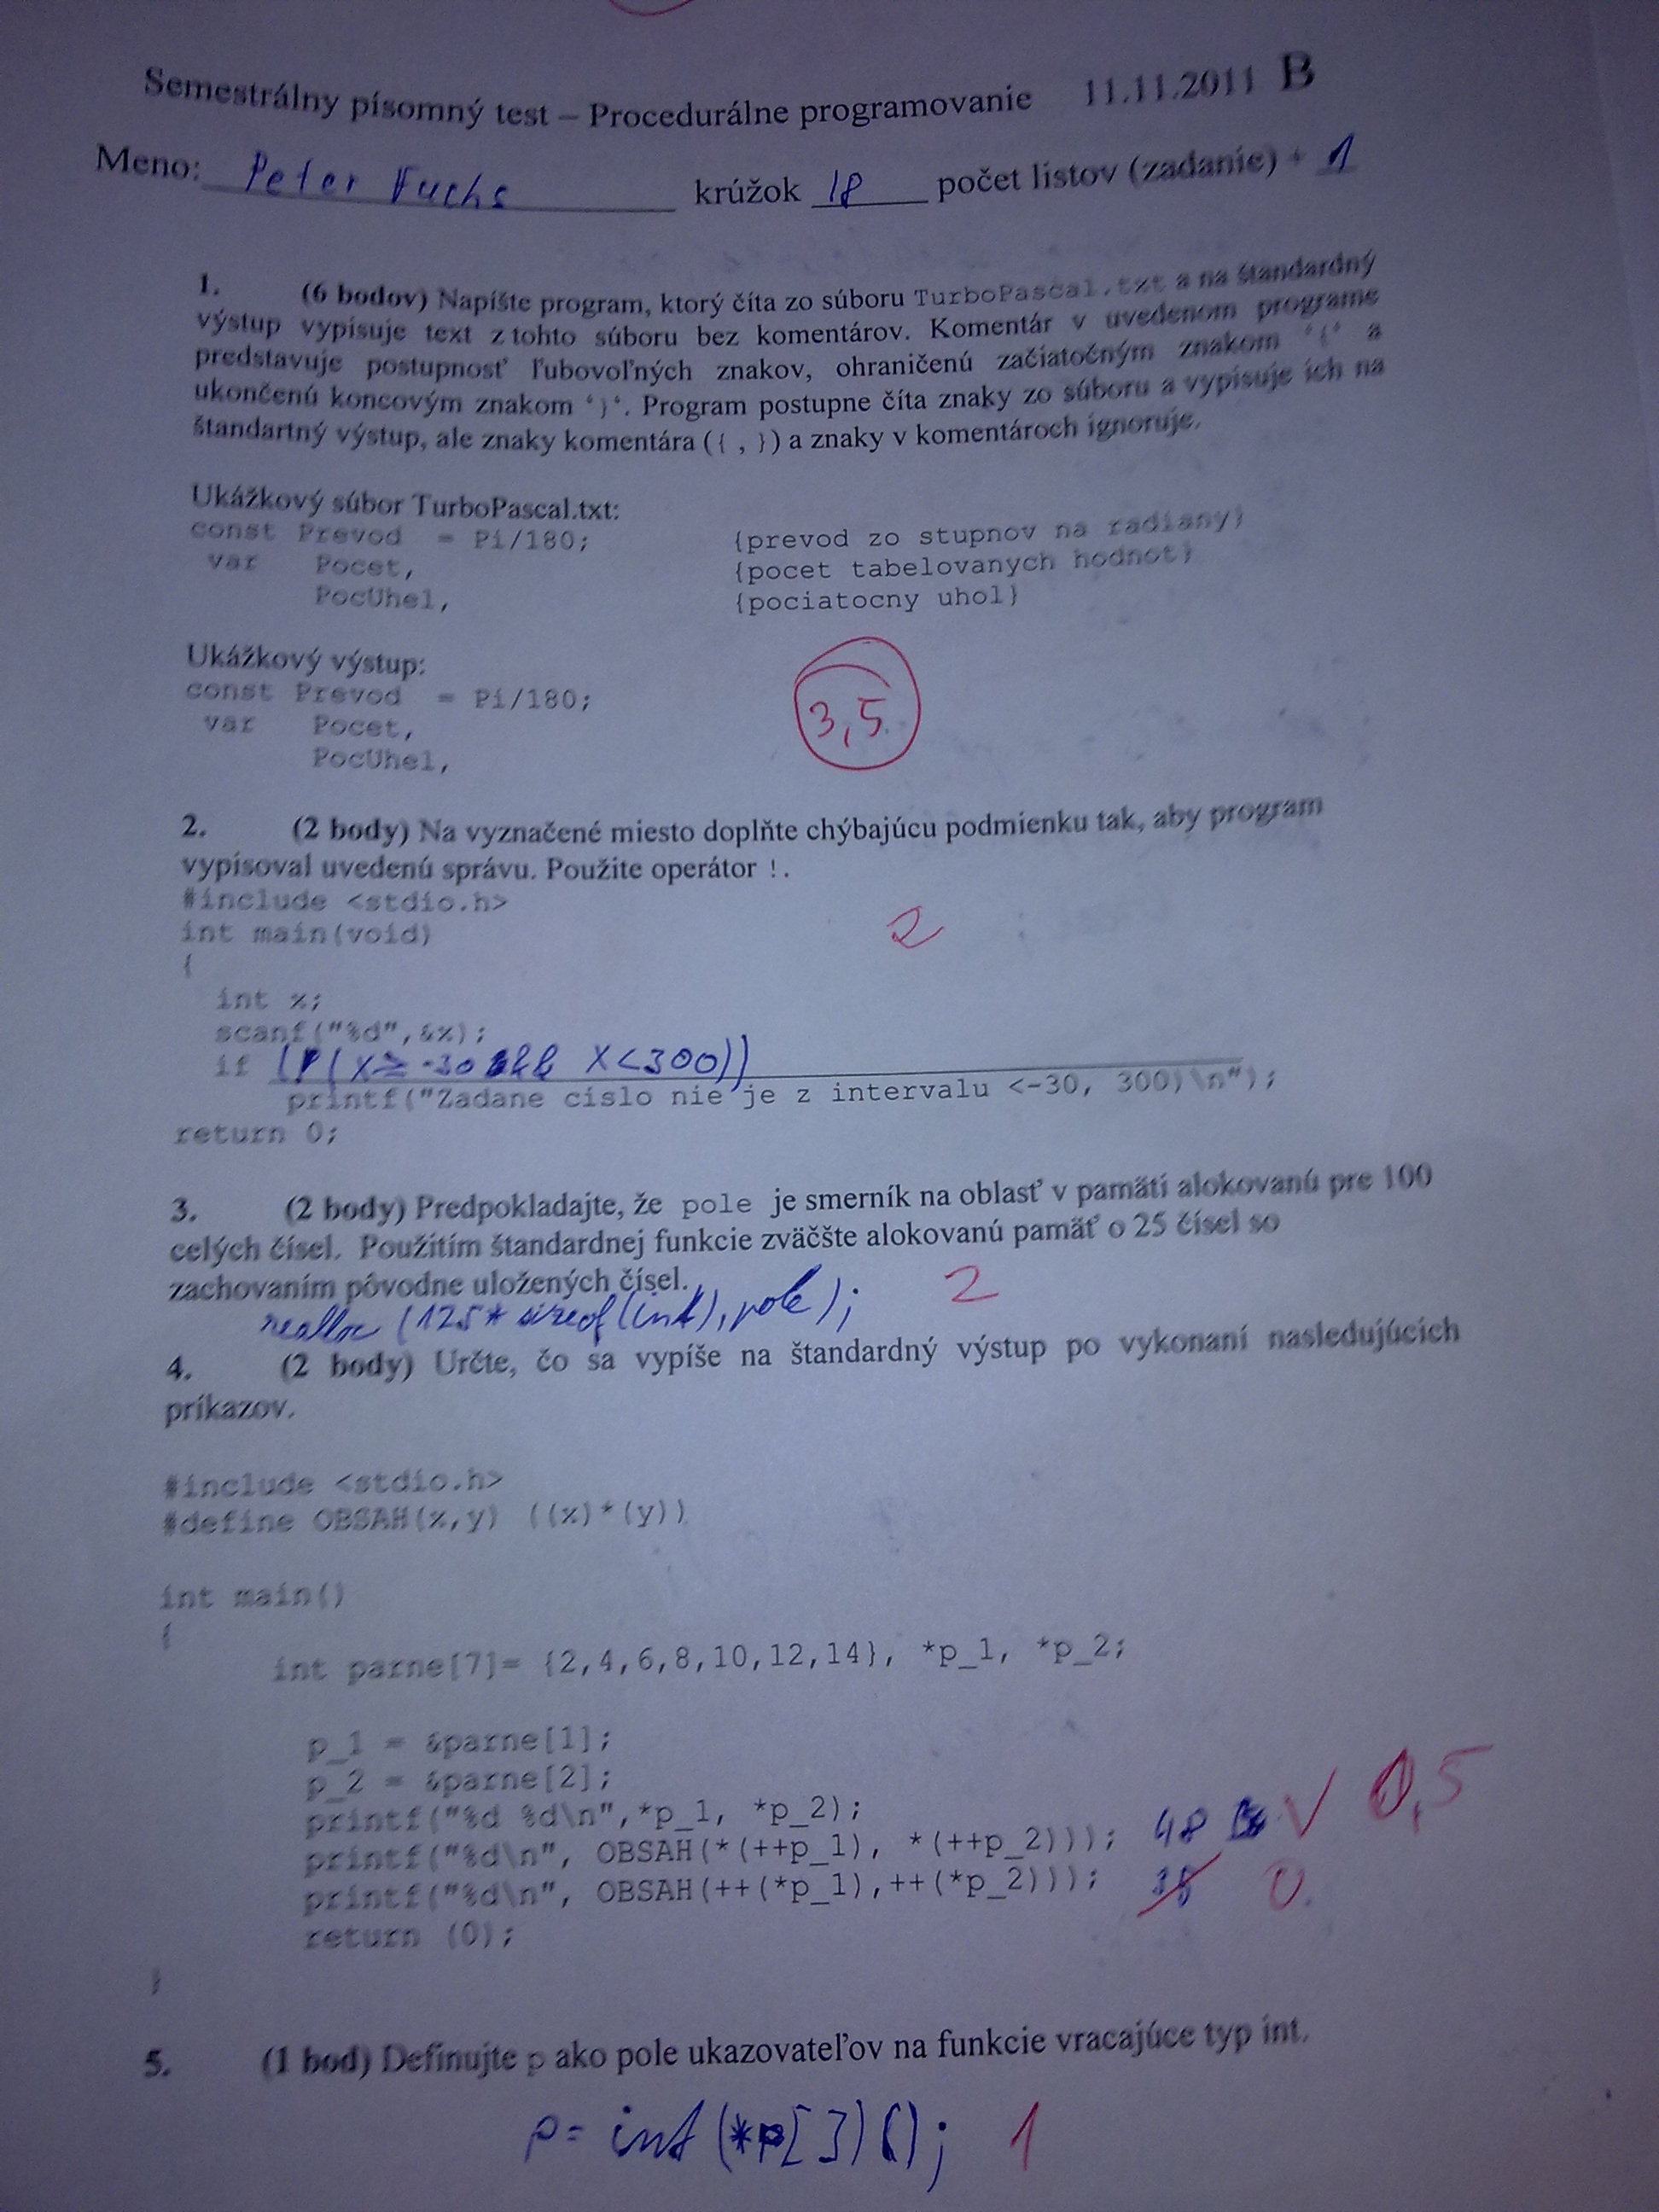 Semestrálny písomný test – Procedurálne programovanie 11.11.2011 B
Meno: Peter Fuchs krúžok 18 počet listov (zadanie) + 1
1. (6 bodov) Napíšte program, ktorý číta zo súboru TurboPascal.txt a na štandardný
výstup vypisuje text z tohto súboru bez komentárov. Komentár v uvedenom programe
predstavuje postupnosť ľubovoľných znakov, ohraničenú začiatočným znakom '{' a
ukončenú koncovým znakom '}'. Program postupne číta znaky zo súboru a vypisuje ich na
štandartný výstup, ale znaky komentára ({ , }) a znaky v komentároch ignoruje.
Ukážkový súbor TurboPascal.txt:
const Prevod = Pi/180; {prevod zo stupnov na radiany}
var Pocet, {pocet tabelovanych hodnot}
PocUhel, {pociatocny uhol}
Ukážkový výstup:
const Prevod = Pi/180;
var Pocet,
PocUhel,
3,5
2. (2 body) Na vyznačené miesto doplňte chýbajúcu podmienku tak, aby program
vypisoval uvedenú správu. Použite operátor !.
#include <stdio.h>
int main(void)
2
{
int x;
scanf("%d",&x);
if (!(x≥-30 && x<300))
printf("Zadane cislo nie je z intervalu <-30, 300)\n");
return 0;
3. (2 body) Predpokladajte, že pole je smerník na oblasť v pamäti alokovanú pre 100
celých čísel. Použitím štandardnej funkcie zväčšte alokovanú pamäť o 25 čísel so
zachovaním pôvodne uložených čísel. 2
realloc (125* sizeof(int), pole);
4. (2 body) Určte, čo sa vypíše na štandardný výstup po vykonaní nasledujúcich
príkazov.
#include <stdio.h>
#define OBSAH(x,y) ((x)*(y))
int main()
{
int parne[7]= {2,4,6,8,10,12,14}, *p_1, *p_2;
p_1 = &parne[1];
p_2 = &parne[2];
printf("%d %d\n",*p_1, *p_2);
printf("%d\n", OBSAH(*(++p_1), *(++p_2))); 48 ✓ 0,5
printf("%d\n", OBSAH(++(*p_1),++(*p_2))); 0
return (0);
}
5. (1 bod) Definujte p ako pole ukazovateľov na funkcie vracajúce typ int.
p= int (*p[3])(); 1